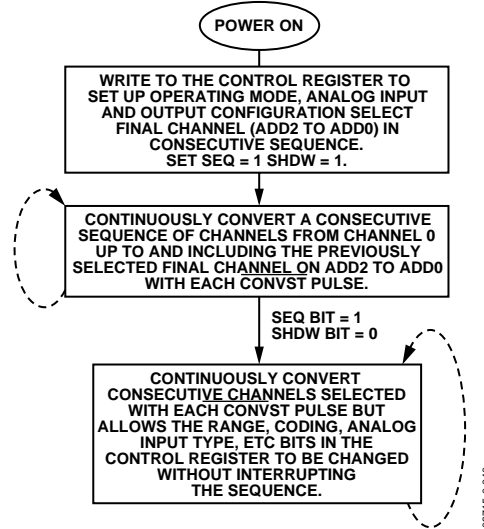 POWER ON
WRITE TO THE CONTROL REGISTER TO
SET UP OPERATING MODE, ANALOG INPUT
AND OUTPUT CONFIGURATION SELECT
FINAL CHANNEL (ADD2 TO ADD0) IN
CONSECUTIVE SEQUENCE.
SET SEQ = 1 SHDW = 1.
CONTINUOUSLY CONVERT A CONSECUTIVE
SEQUENCE OF CHANNELS FROM CHANNEL 0
UP TO AND INCLUDING THE PREVIOUSLY
SELECTED FINAL CHANNEL ON ADD2 TO ADD0
WITH EACH CONVST PULSE.
SEQ BIT = 1
SHDW BIT = 0
CONTINUOUSLY CONVERT
CONSECUTIVE CHANNELS SELECTED
WITH EACH CONVST PULSE BUT
ALLOWS THE RANGE, CODING, ANALOG
INPUT TYPE, ETC BITS IN THE
CONTROL REGISTER TO BE CHANGED
WITHOUT INTERRUPTING
THE SEQUENCE.